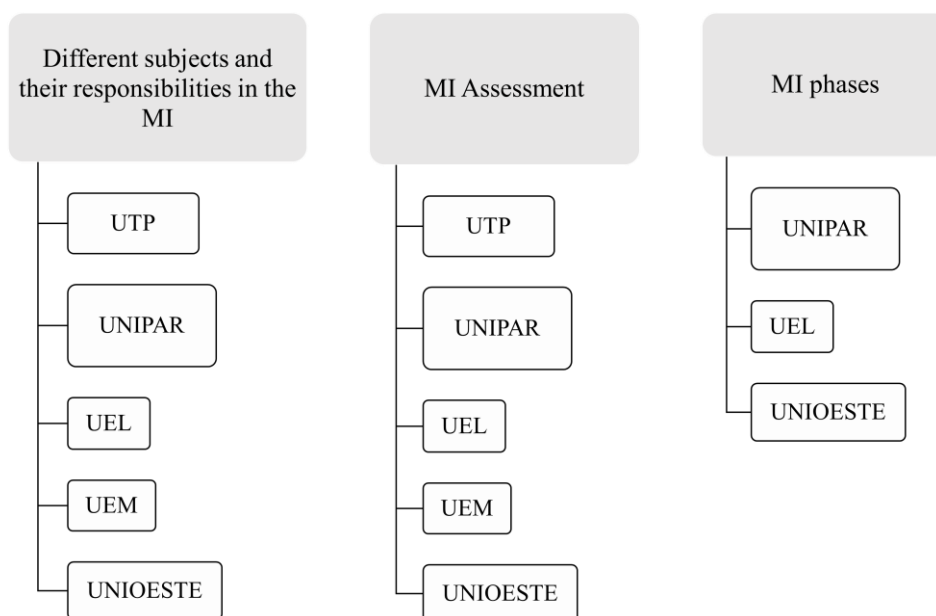 Different subjects and
their responsibilities in the
MI
UTP
UNIPAR
UEL
UEM
UNIOESTE
MI Assessment
UTP
UNIPAR
UEL
UEM
UNIOESTE
MI phases
UNIPAR
UEL
UNIOESTE